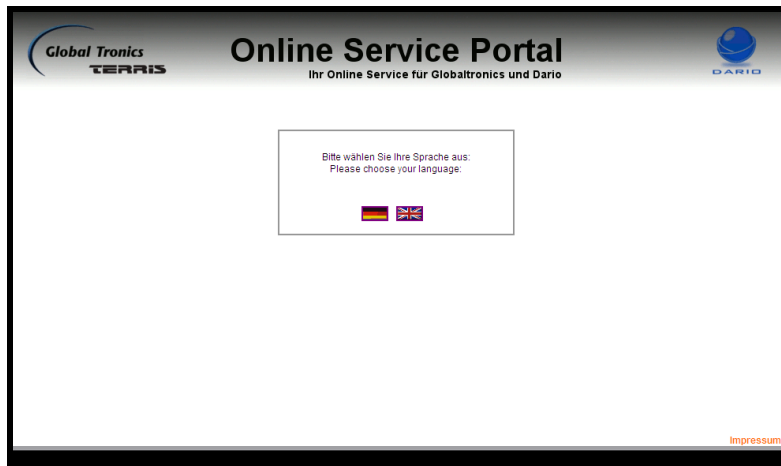 Global Tronics
TERRIS
Online Service Portal
Ihr Online Service für Globaltronics und Dario
DARIO
Bitte wählen Sie Ihre Sprache aus:
Please choose your language:
Impressum